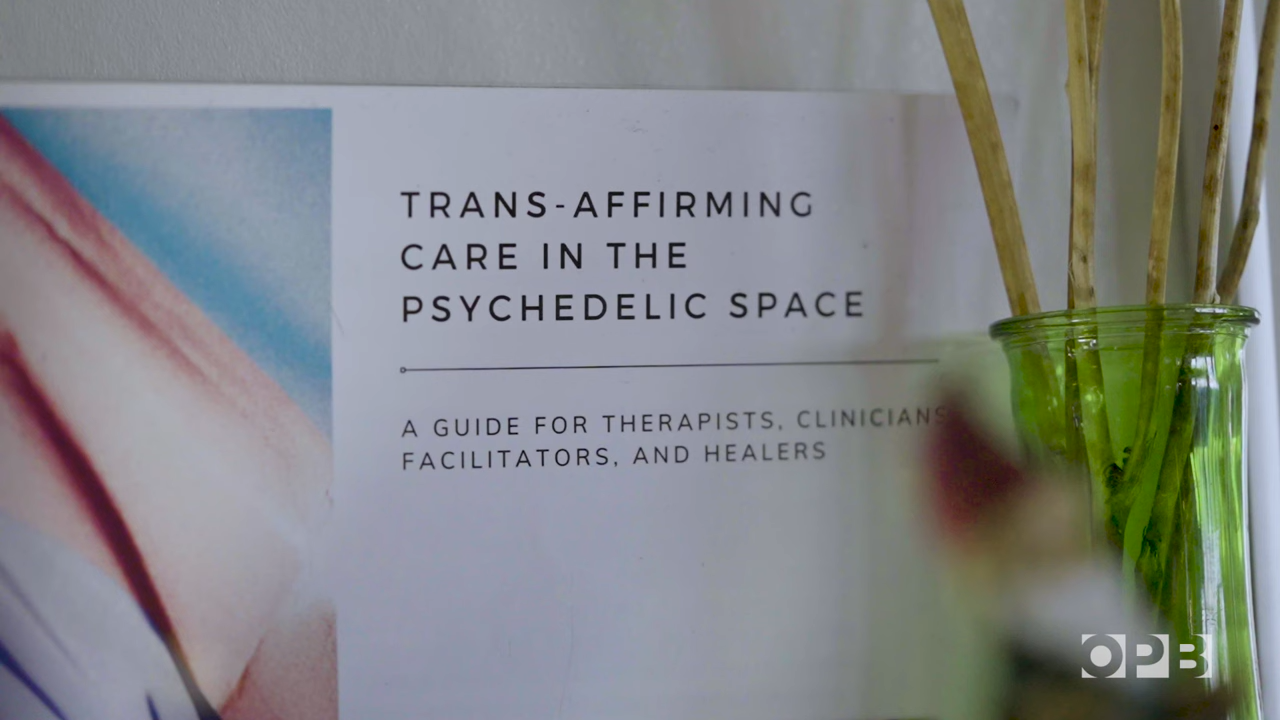 TRANS-AFFIRMING
CARE IN THE
PSYCHEDELIC SPACE
A GUIDE FOR THERAPISTS, CLINICIANS
FACILITATORS, AND HEALERS
OPB